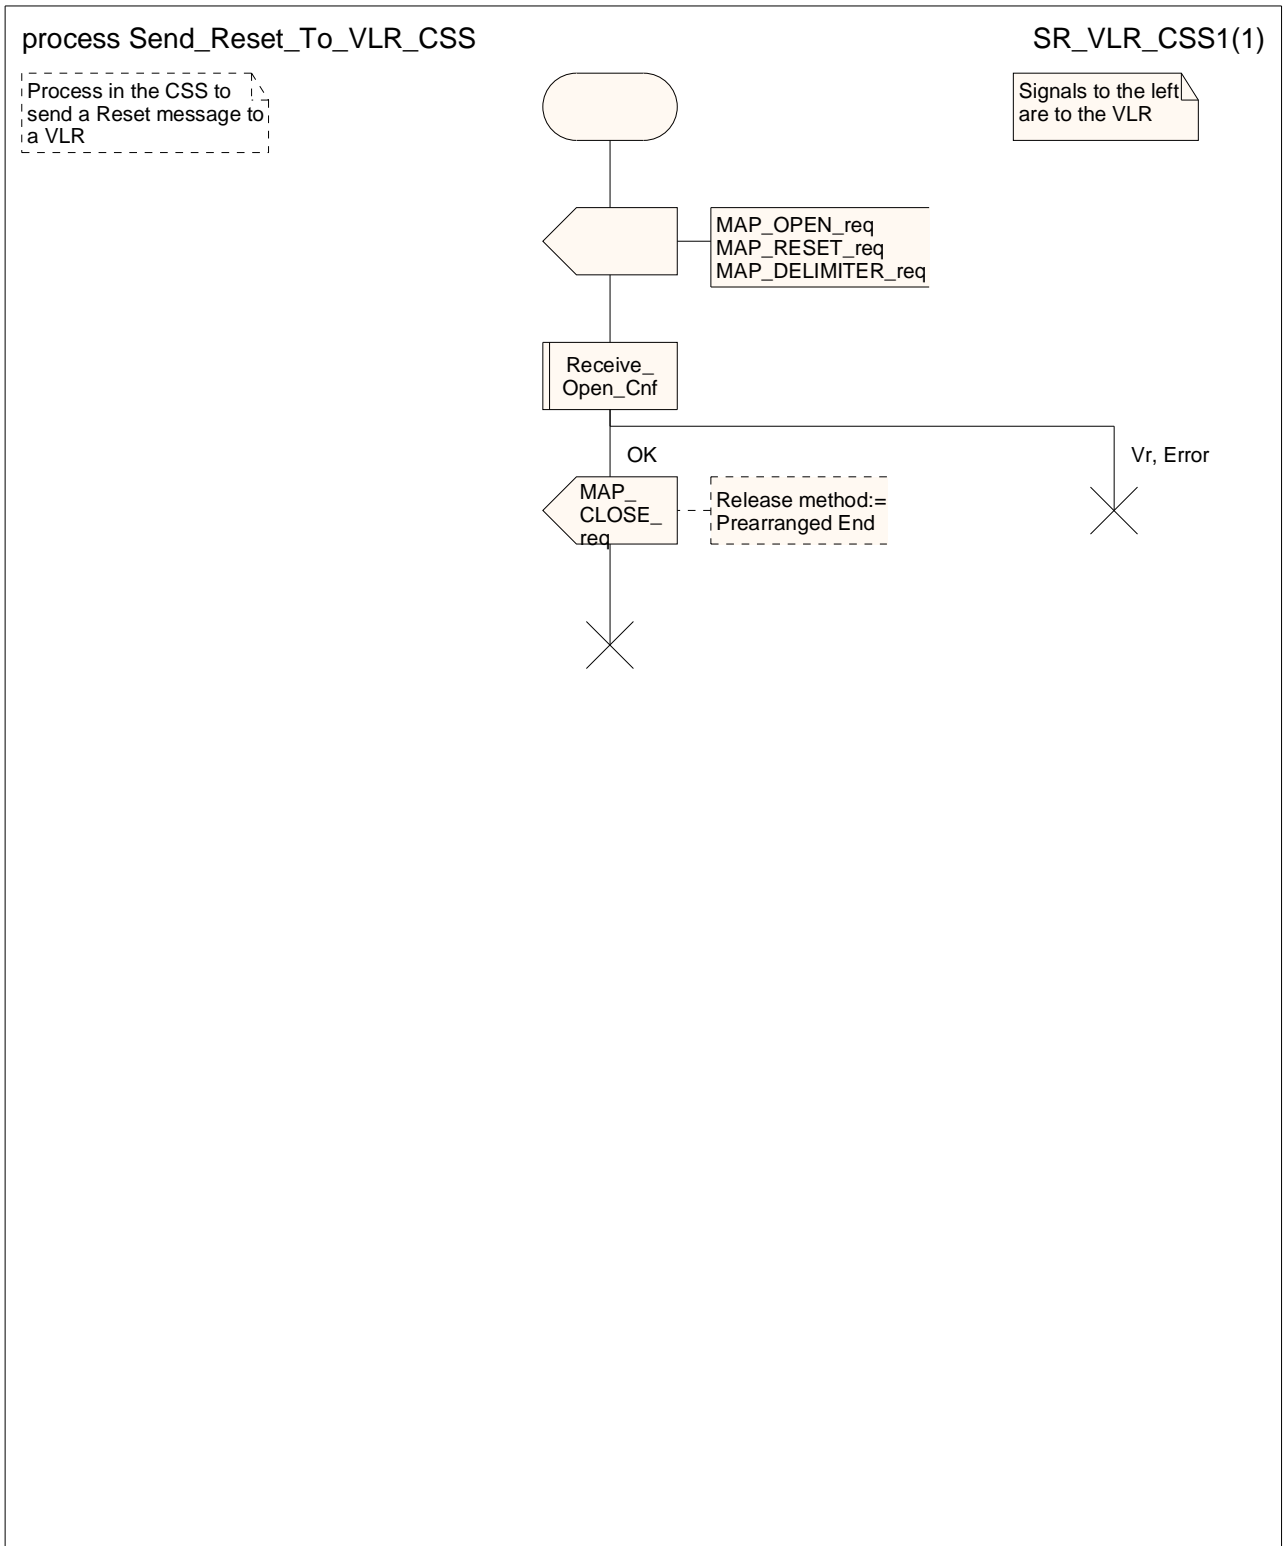 process Send_Reset_To_VLR_CSS
SR_VLR_CSS1(1)
Process in the CSS to
send a Reset message to
a VLR
Signals to the left
are to the VLR
MAP_OPEN_req
MAP_RESET_req
MAP_DELIMITER_req
Receive_
Open_Cnf
OK
Vr, Error
MAP_
CLOSE_
req
Release method:=
Prearranged End